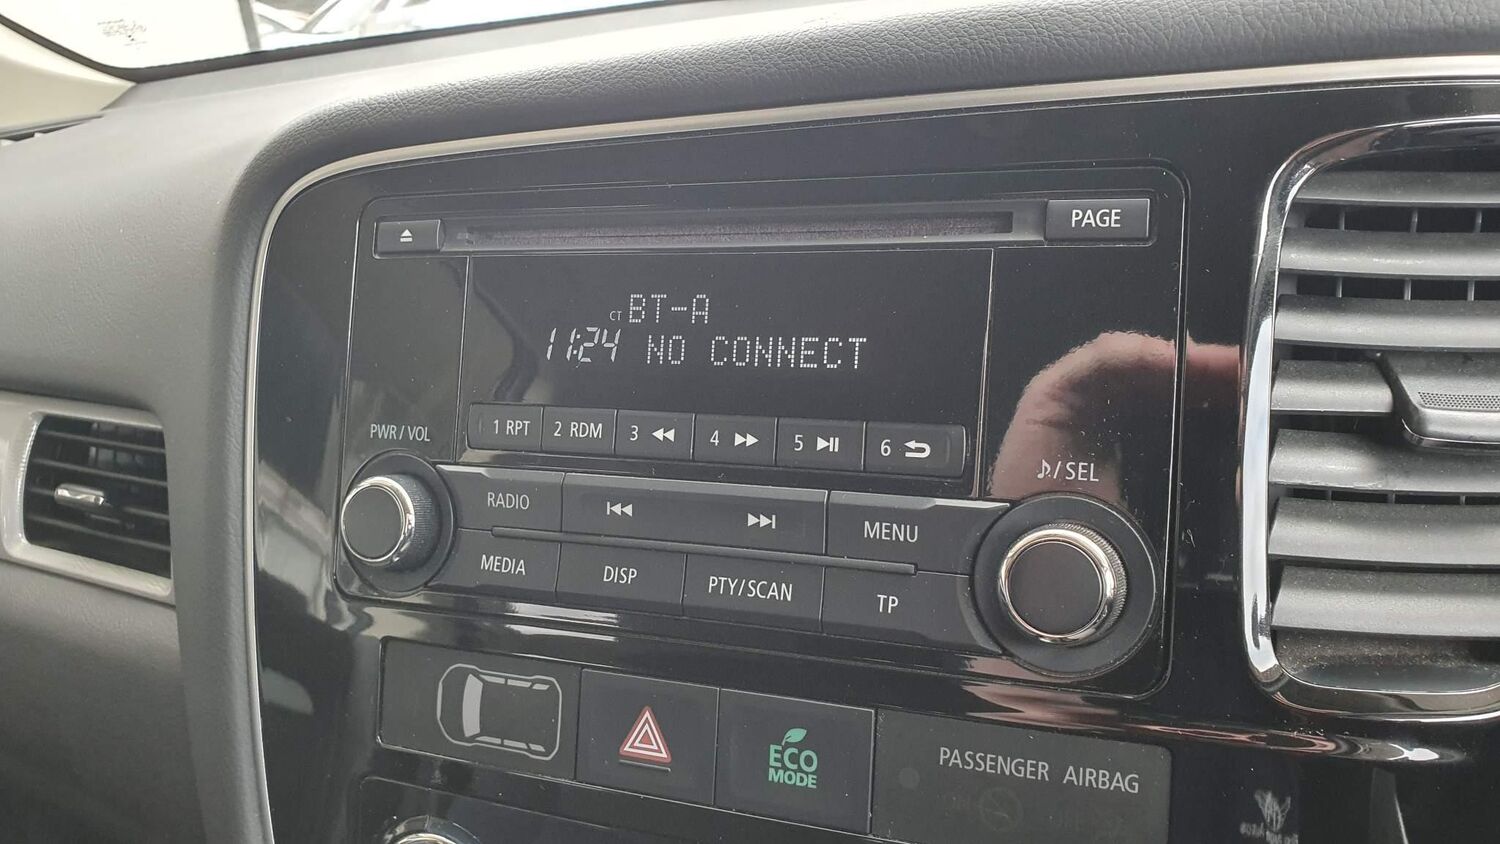 PAGE
CT BT-A
11:24 NO CONNECT
1 RPT 2 RDM 3 4 5 6
PWR / VOL
♪/SEL
RADIO
MENU
MEDIA DISP PTY/SCAN TP
ECO
MODE
PASSENGER AIRBAG